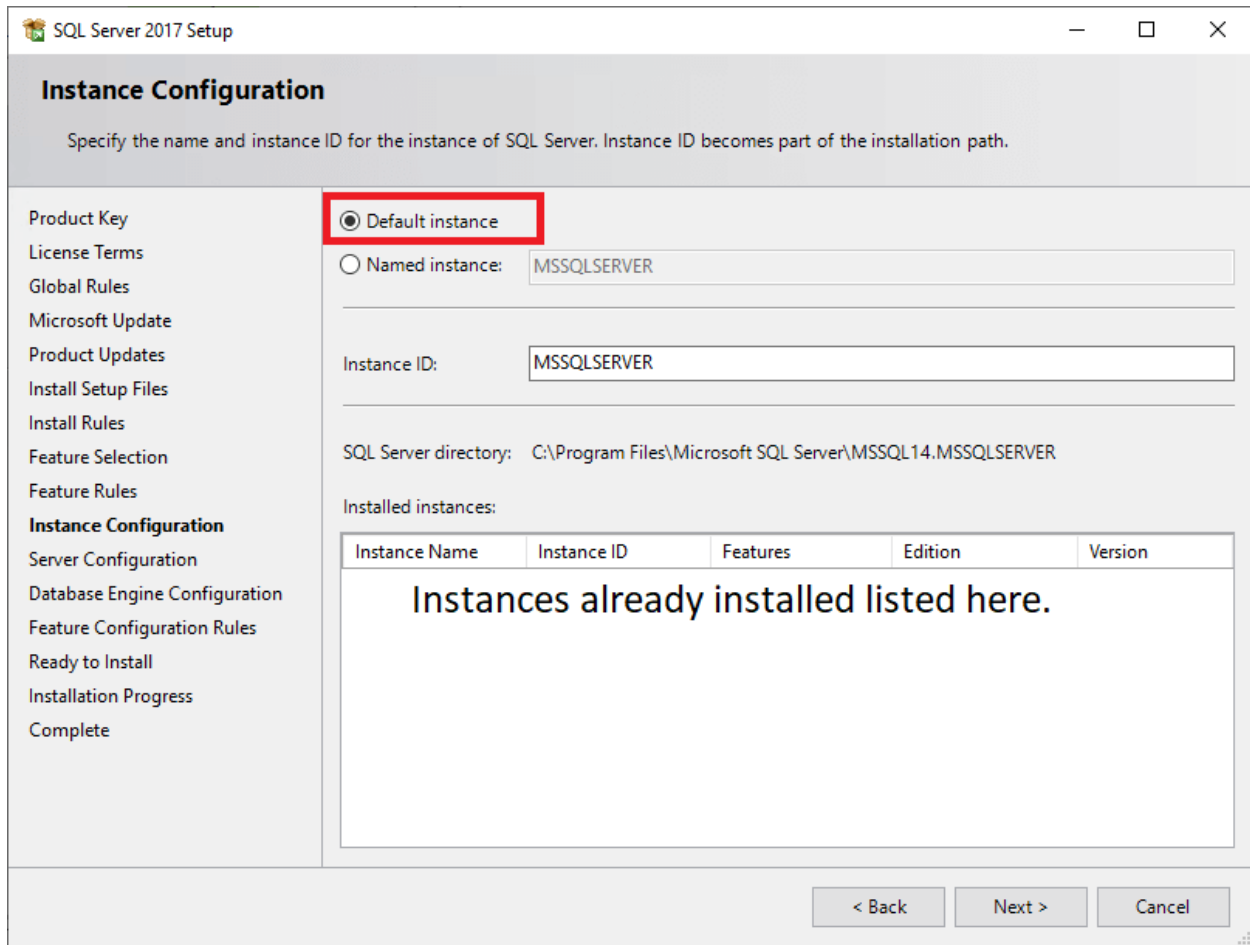 SQL Server 2017 Setup
Instance Configuration
Specify the name and instance ID for the instance of SQL Server. Instance ID becomes part of the installation path.
Product Key
License Terms
Global Rules
Microsoft Update
Product Updates
Install Setup Files
Install Rules
Feature Selection
Feature Rules
Instance Configuration
Server Configuration
Database Engine Configuration
Feature Configuration Rules
Ready to Install
Installation Progress
Complete
Default instance
Named instance: MSSQLSERVER
Instance ID: MSSQLSERVER
SQL Server directory: C:\Program Files\Microsoft SQL Server\MSSQL14.MSSQLSERVER
Installed instances:
Instance Name Instance ID Features Edition Version
Instances already installed listed here.
< Back Next > Cancel